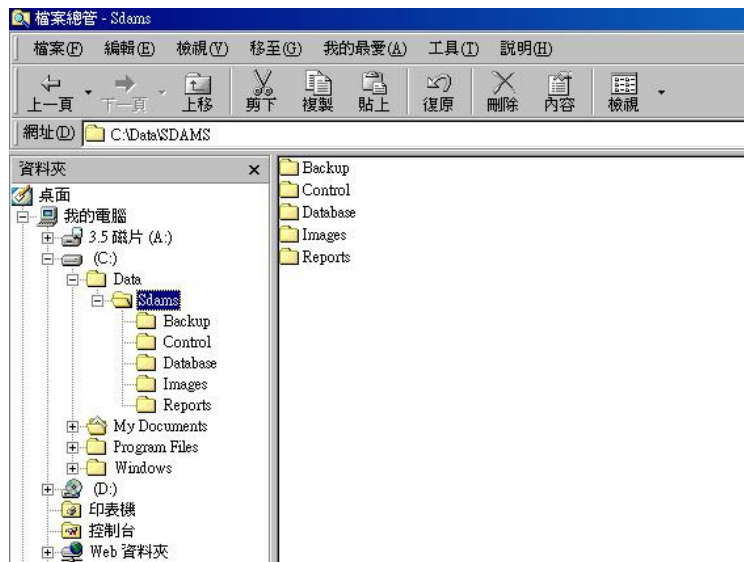 檔案總管 - Sdams
檔案(F) 編輯(E) 檢視(V) 移至(G) 我的最愛(A) 工具(T) 說明(H)
上一頁 下一頁 上移 剪下 複製 貼上 復原 刪除 內容 檢視
網址(D) C:\Data\SDAMS
資料夾
桌面
我的電腦
3.5 磁片 (A:)
(C:)
Data
Sdams
Backup
Control
Database
Images
Reports
My Documents
Program Files
Windows
(D:)
印表機
控制台
Web 資料夾
Backup
Control
Database
Images
Reports